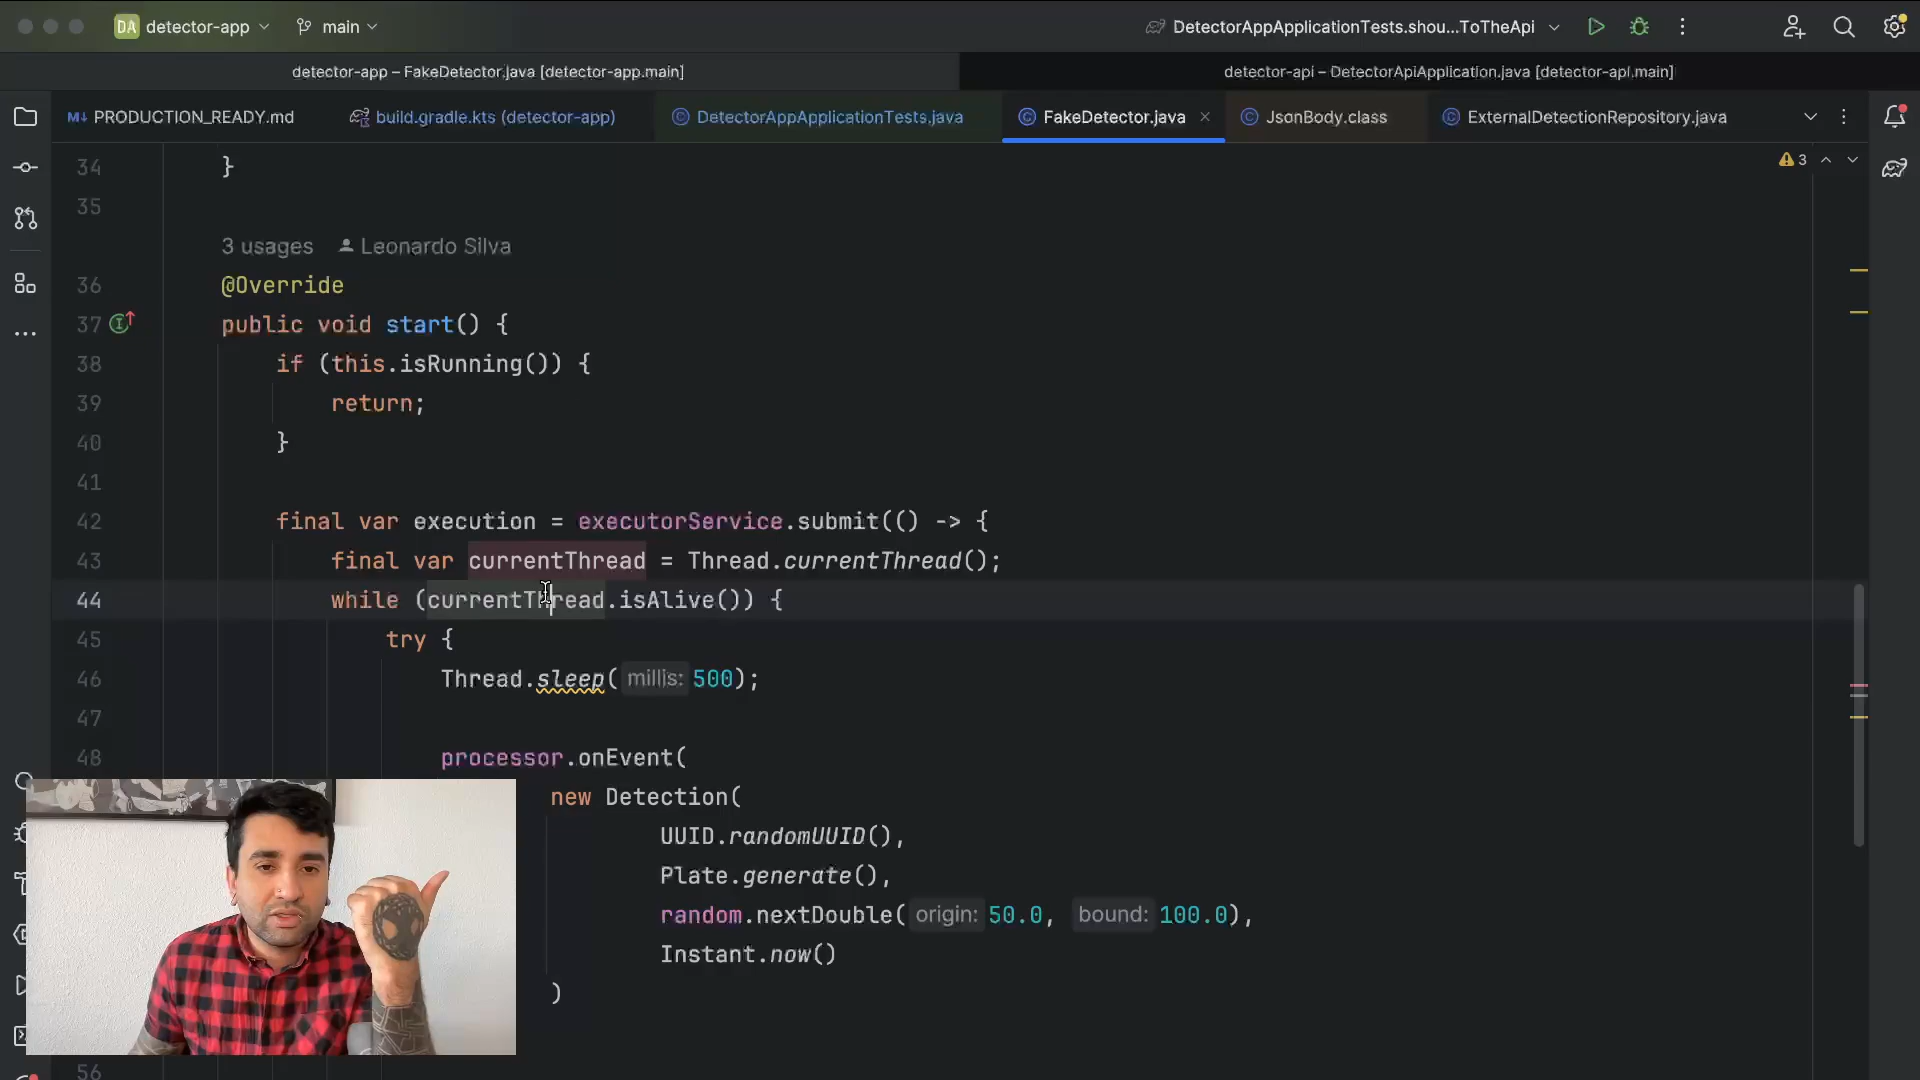 DA detector-app main DetectorAppApplicationTests.shou...ToTheApi
detector-app – FakeDetector.java [detector-app.main] detector-api – DetectorApiApplication.java [detector-api.main]
M↓ PRODUCTION_READY.md build.gradle.kts (detector-app) DetectorAppApplicationTests.java FakeDetector.java JsonBody.class ExternalDetectionRepository.java
3
34 }
35
3 usages Leonardo Silva
36 @Override
37 public void start() {
38 if (this.isRunning()) {
39 return;
40 }
41
42 final var execution = executorService.submit(() -> {
43 final var currentThread = Thread.currentThread();
44 while (currentThread.isAlive()) {
45 try {
46 Thread.sleep( millis: 500);
47
48 processor.onEvent(
new Detection(
UUID.randomUUID(),
Plate.generate(),
random.nextDouble( origin: 50.0, bound: 100.0),
Instant.now()
)
56